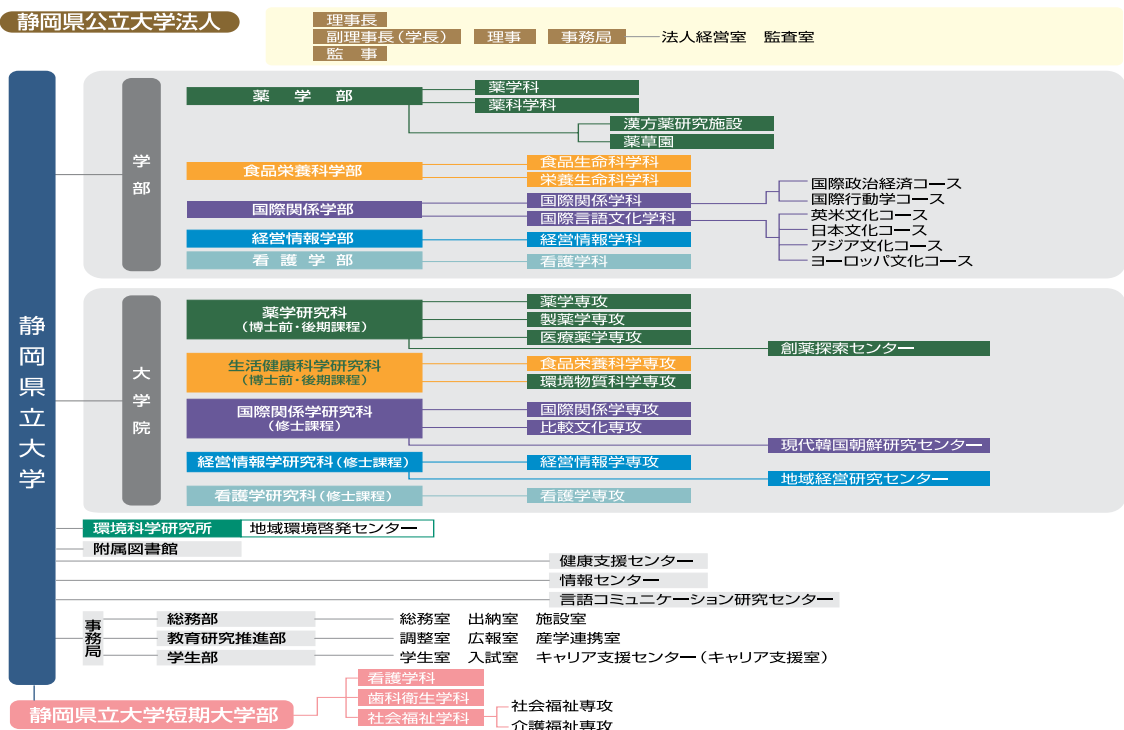 静岡県公立大学法人
理事長
副理事長(学長) 理事 事務局 法人経営室 監査室
監事
静岡県立大学
学部
薬学部
薬学科
薬科学科
漢方薬研究施設
薬草園
食品栄養科学部
食品生命科学科
栄養生命科学科
国際関係学部
国際関係学科
国際政治経済コース
国際行動学コース
国際言語文化学科
英米文化コース
日本文化コース
アジア文化コース
ヨーロッパ文化コース
経営情報学部
経営情報学科
看護学部
看護学科
大学院
薬学研究科
(博士前・後期課程)
薬学専攻
製薬学専攻
医療薬学専攻
創薬探索センター
生活健康科学研究科
(博士前・後期課程)
食品栄養科学専攻
環境物質科学専攻
国際関係学研究科
(修士課程)
国際関係学専攻
比較文化専攻
現代韓国朝鮮研究センター
経営情報学研究科(修士課程)
経営情報学専攻
地域経営研究センター
看護学研究科(修士課程)
看護学専攻
環境科学研究所 地域環境啓発センター
附属図書館
健康支援センター
情報センター
言語コミュニケーション研究センター
事務局
総務部 総務室 出納室 施設室
教育研究推進部 調整室 広報室 産学連携室
学生部 学生室 入試室 キャリア支援センター(キャリア支援室)
静岡県立大学短期大学部
看護学科
歯科衛生学科
社会福祉学科
社会福祉専攻
介護福祉専攻